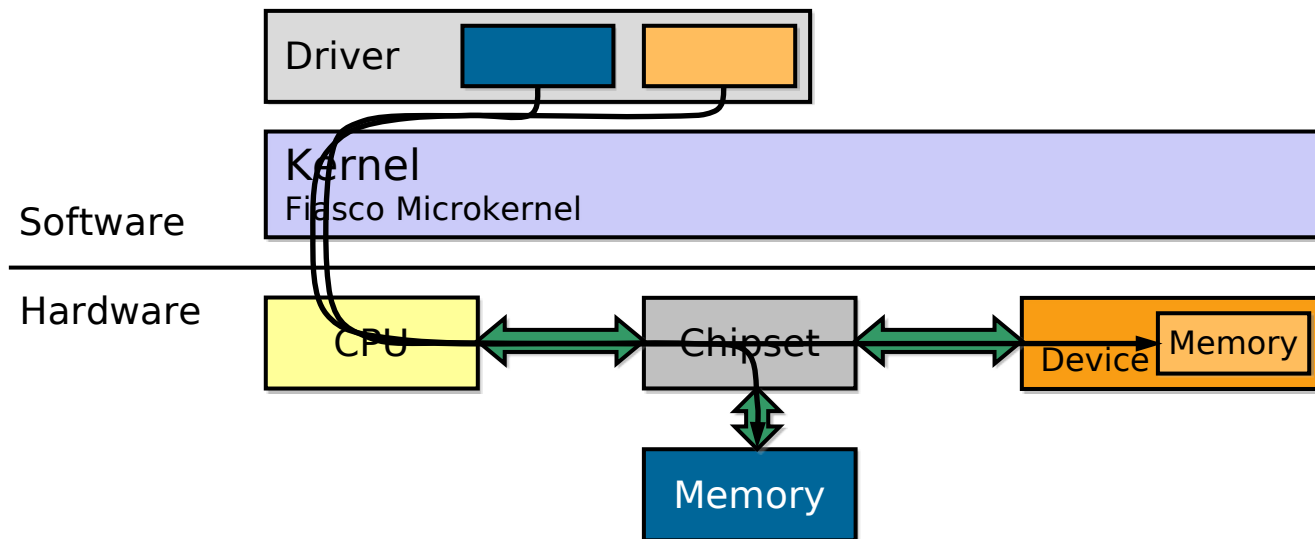 Driver
Kernel
Fiasco Microkernel
Software
Hardware
CPU
Chipset
Device
Memory
Memory